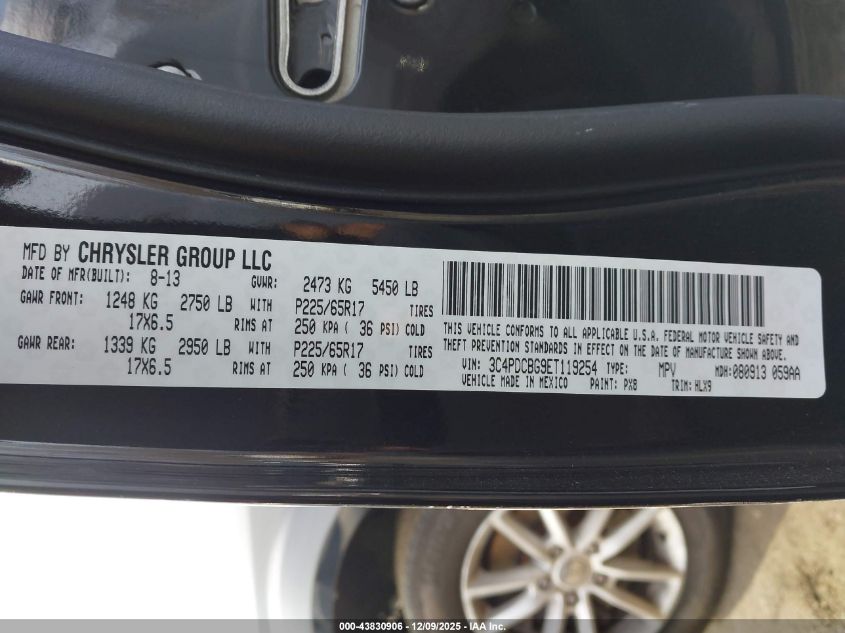 MFD BY CHRYSLER GROUP LLC
DATE OF MFR(BUILT): 8-13 GVWR: 2473 KG 5450 LB
GAWR FRONT: 1248 KG 2750 LB WITH P225/65R17 TIRES
17X6.5 RIMS AT 250 KPA ( 36 PSI) COLD
GAWR REAR: 1339 KG 2950 LB WITH P225/65R17 TIRES
17X6.5 RIMS AT 250 KPA ( 36 PSI) COLD
THIS VEHICLE CONFORMS TO ALL APPLICABLE U.S.A. FEDERAL MOTOR VEHICLE SAFETY AND
THEFT PREVENTION STANDARDS IN EFFECT ON THE DATE OF MANUFACTURE SHOWN ABOVE.
VIN: 3C4PDCBG9ET119254 TYPE: MPV MDH: 080913 059AA
VEHICLE MADE IN MEXICO PAINT: PX8 TRIM: HLX9
000-43830906 - 12/09/2025 - IAA Inc.